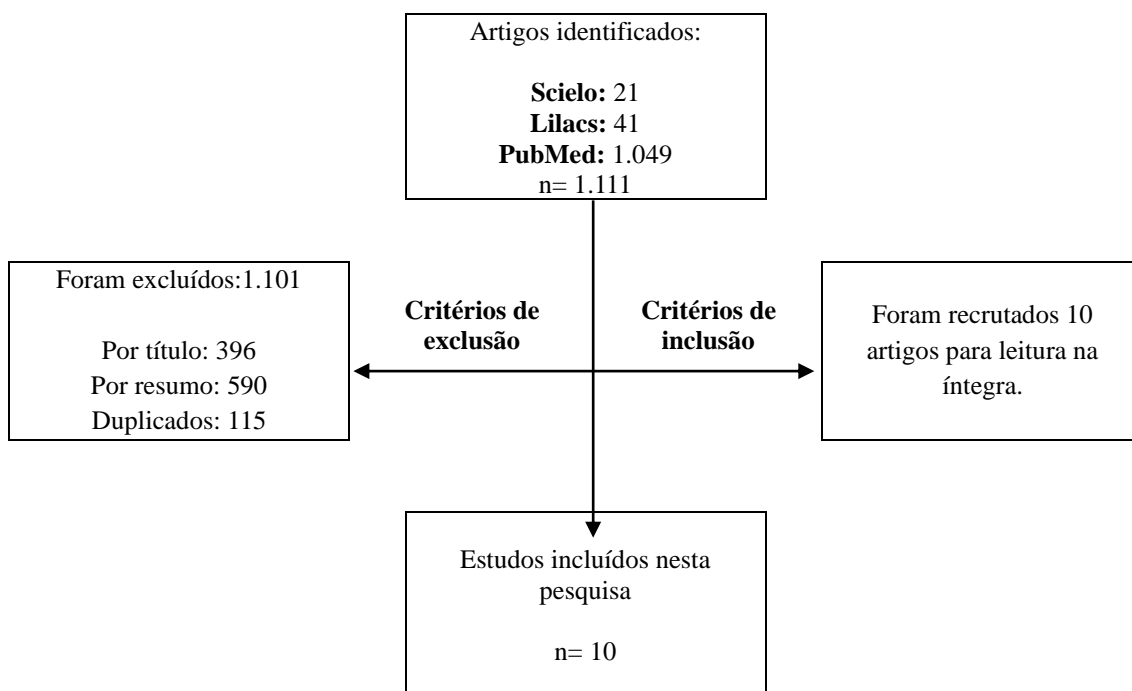 Artigos identificados:
Scielo: 21
Lilacs: 41
PubMed: 1.049
n= 1.111
Foram excluídos:1.101
Por título: 396
Por resumo: 590
Duplicados: 115
Critérios de
exclusão
Critérios de
inclusão
Foram recrutados 10
artigos para leitura na
íntegra.
Estudos incluídos nesta
pesquisa
n= 10